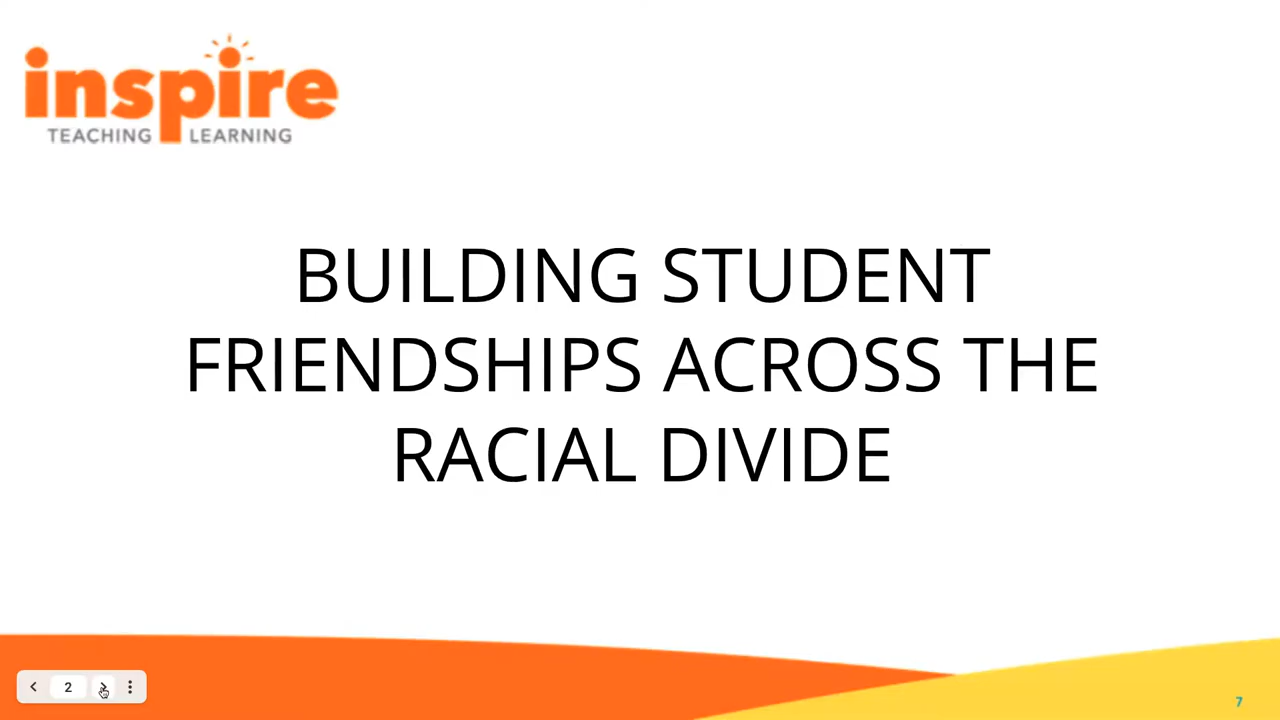 inspire
TEACHING LEARNING
BUILDING STUDENT
FRIENDSHIPS ACROSS THE
RACIAL DIVIDE
2
7